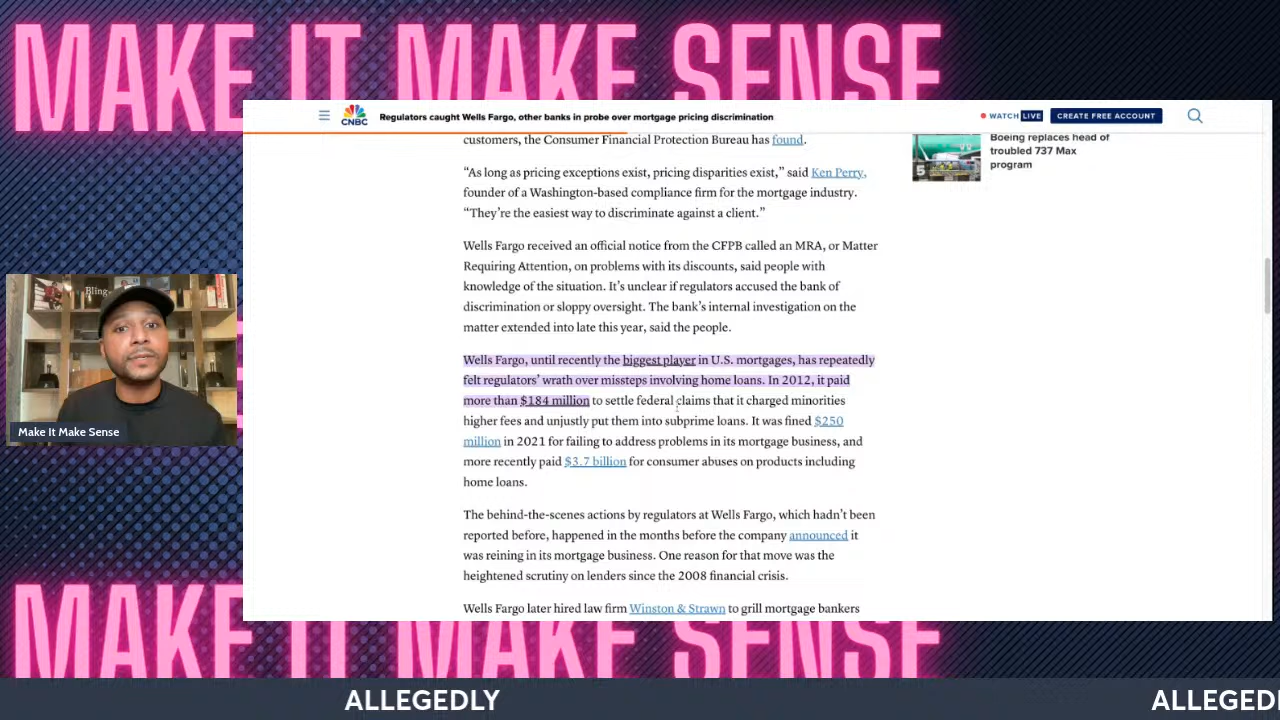 MAKE IT MAKE SENSE
CNBC
Regulators caught Wells Fargo, other banks in probe over mortgage pricing discrimination
WATCH LIVE
CREATE FREE ACCOUNT
customers, the Consumer Financial Protection Bureau has found.
“As long as pricing exceptions exist, pricing disparities exist,” said Ken Perry,
founder of a Washington-based compliance firm for the mortgage industry.
“They’re the easiest way to discriminate against a client.”
Wells Fargo received an official notice from the CFPB called an MRA, or Matter
Requiring Attention, on problems with its discounts, said people with
knowledge of the situation. It’s unclear if regulators accused the bank of
discrimination or sloppy oversight. The bank’s internal investigation on the
matter extended into late this year, said the people.
Wells Fargo, until recently the biggest player in U.S. mortgages, has repeatedly
felt regulators’ wrath over missteps involving home loans. In 2012, it paid
more than $184 million to settle federal claims that it charged minorities
higher fees and unjustly put them into subprime loans. It was fined $250
million in 2021 for failing to address problems in its mortgage business, and
more recently paid $3.7 billion for consumer abuses on products including
home loans.
The behind-the-scenes actions by regulators at Wells Fargo, which hadn’t been
reported before, happened in the months before the company announced it
was reining in its mortgage business. One reason for that move was the
heightened scrutiny on lenders since the 2008 financial crisis.
Wells Fargo later hired law firm Winston & Strawn to grill mortgage bankers
5
Boeing replaces head of
troubled 737 Max
program
Bling
Make It Make Sense
MAKE IT MAKE SENSE
ALLEGEDLY
ALLEGEDL